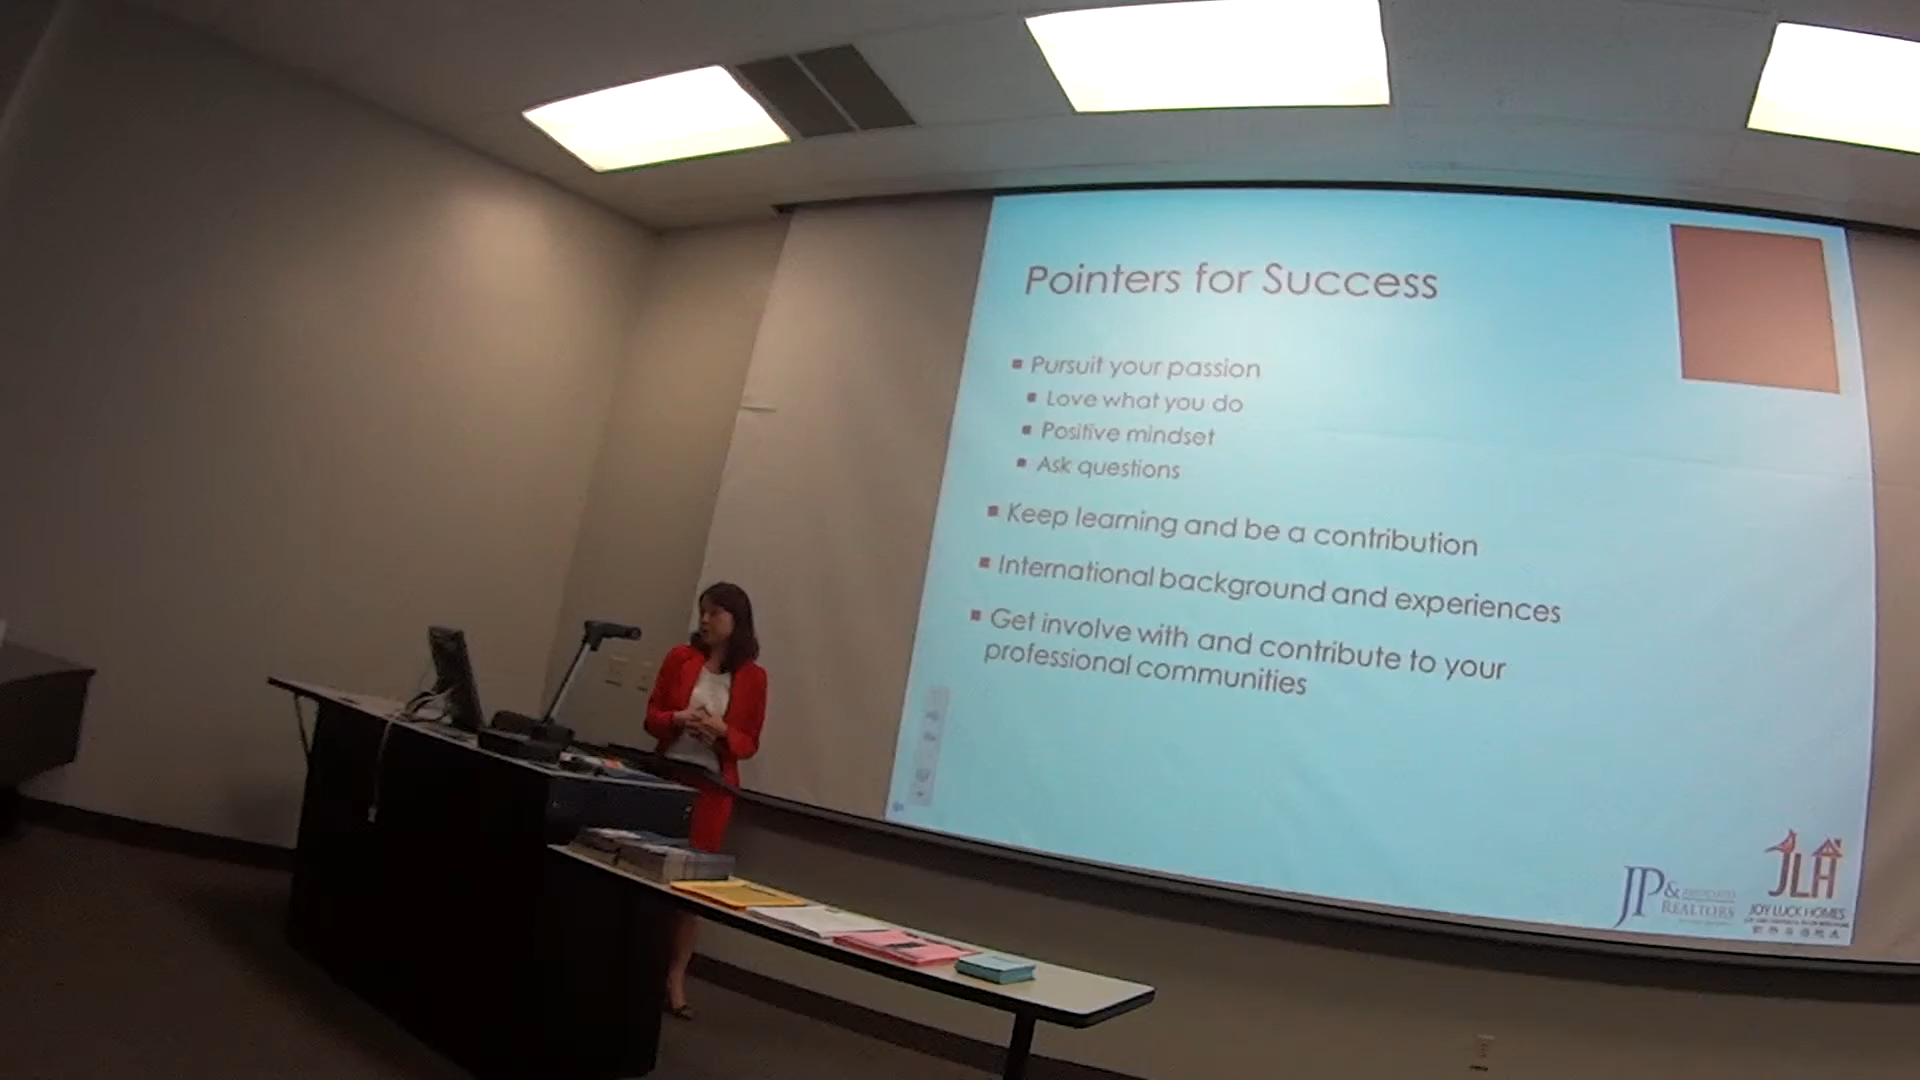 Pointers for Success
Pursuit your passion
Love what you do
Positive mindset
Ask questions
Keep learning and be a contribution
International background and experiences
Get involve with and contribute to your
professional communities
JP &
REALTORS
JLH
JOY LUCK HOMES